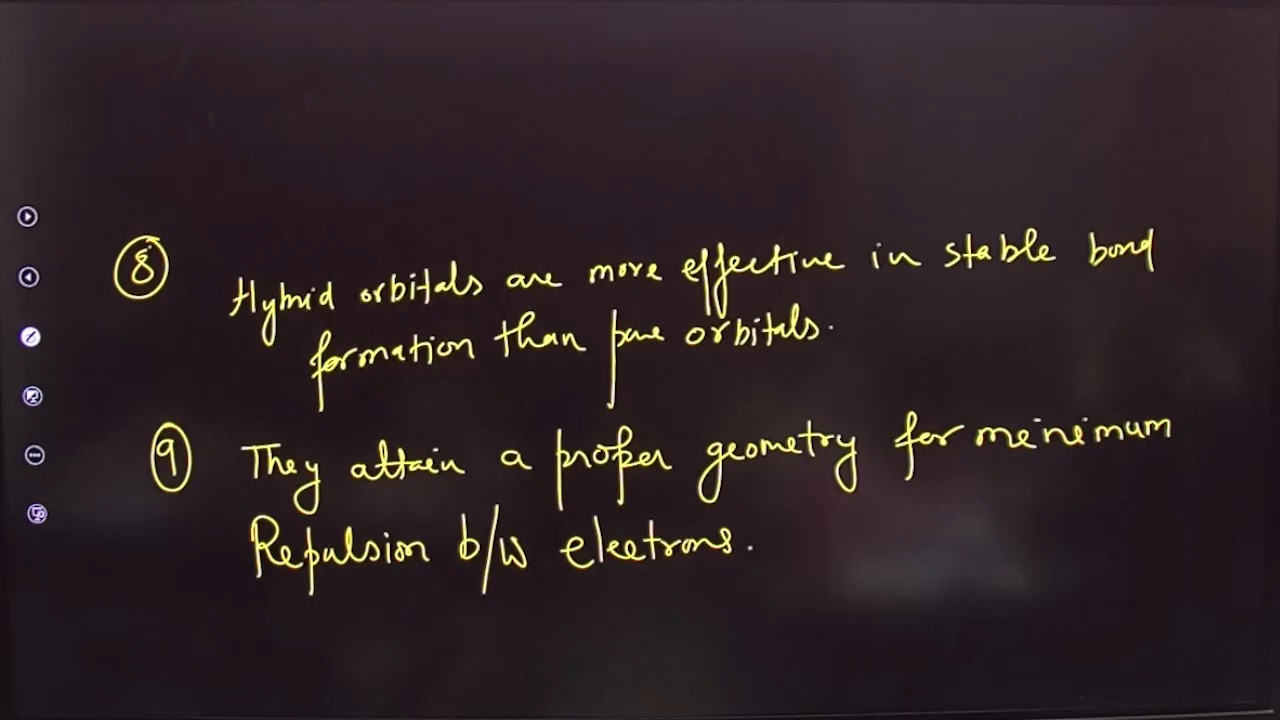 8 Hybrid orbitals are more effective in stable bond
formation than pure orbitals.
9 They attain a proper geometry for minimum
Repulsion b/w electrons.